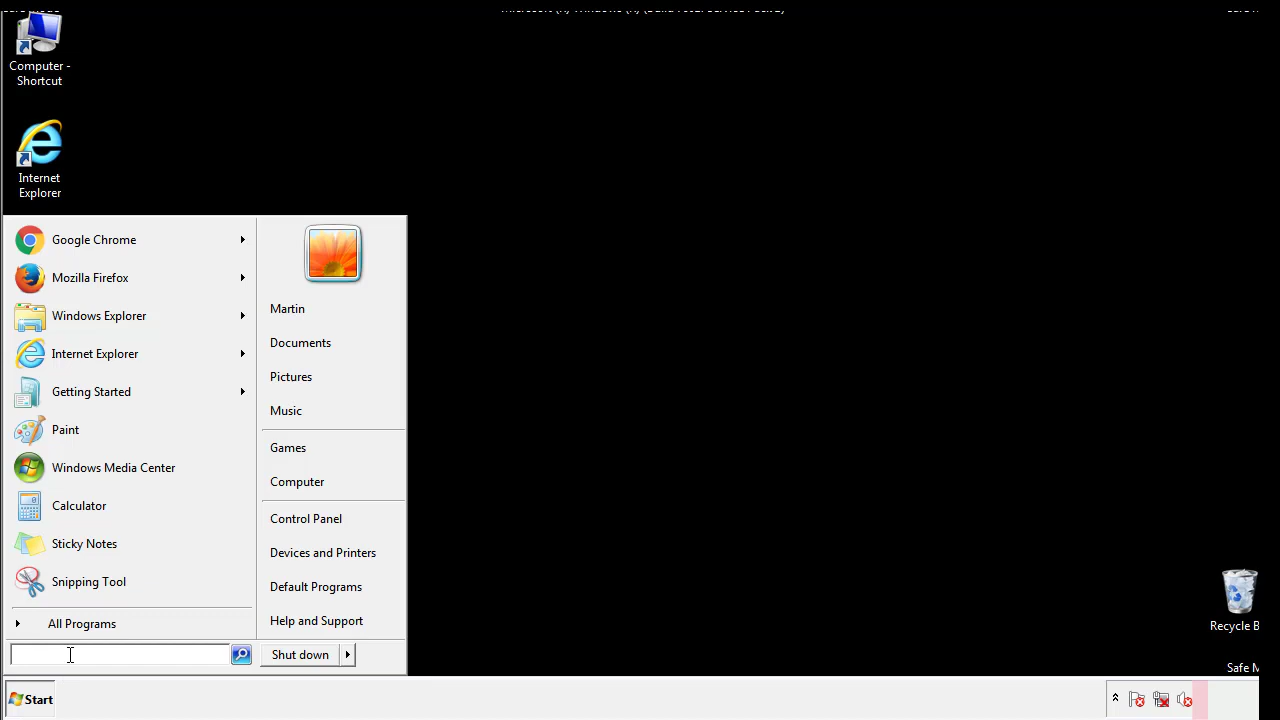 Computer -
Shortcut
Internet
Explorer
Google Chrome
Mozilla Firefox
Windows Explorer
Internet Explorer
Getting Started
Paint
Windows Media Center
Calculator
Sticky Notes
Snipping Tool
All Programs
Martin
Documents
Pictures
Music
Games
Computer
Control Panel
Devices and Printers
Default Programs
Help and Support
Shut down
Start
Recycle B
Safe M